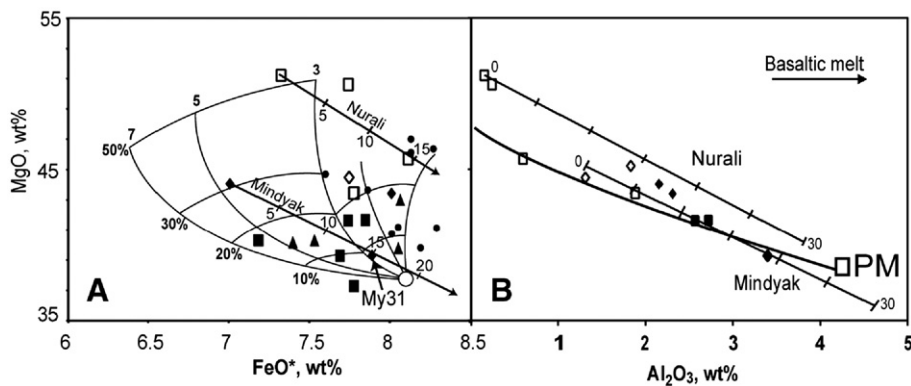 55
45
35
MgO, wt%
A
50%
7
5
3
30%
20%
10%
Nurali
5
10
15
Mindyak
5
10
15
20
My31
6
6.5
7
7.5
8
8.5
FeO*, wt%
B
0
Basaltic melt
Nurali
30
0
PM
Mindyak
30
1
2
3
4
5
Al₂O₃, wt%